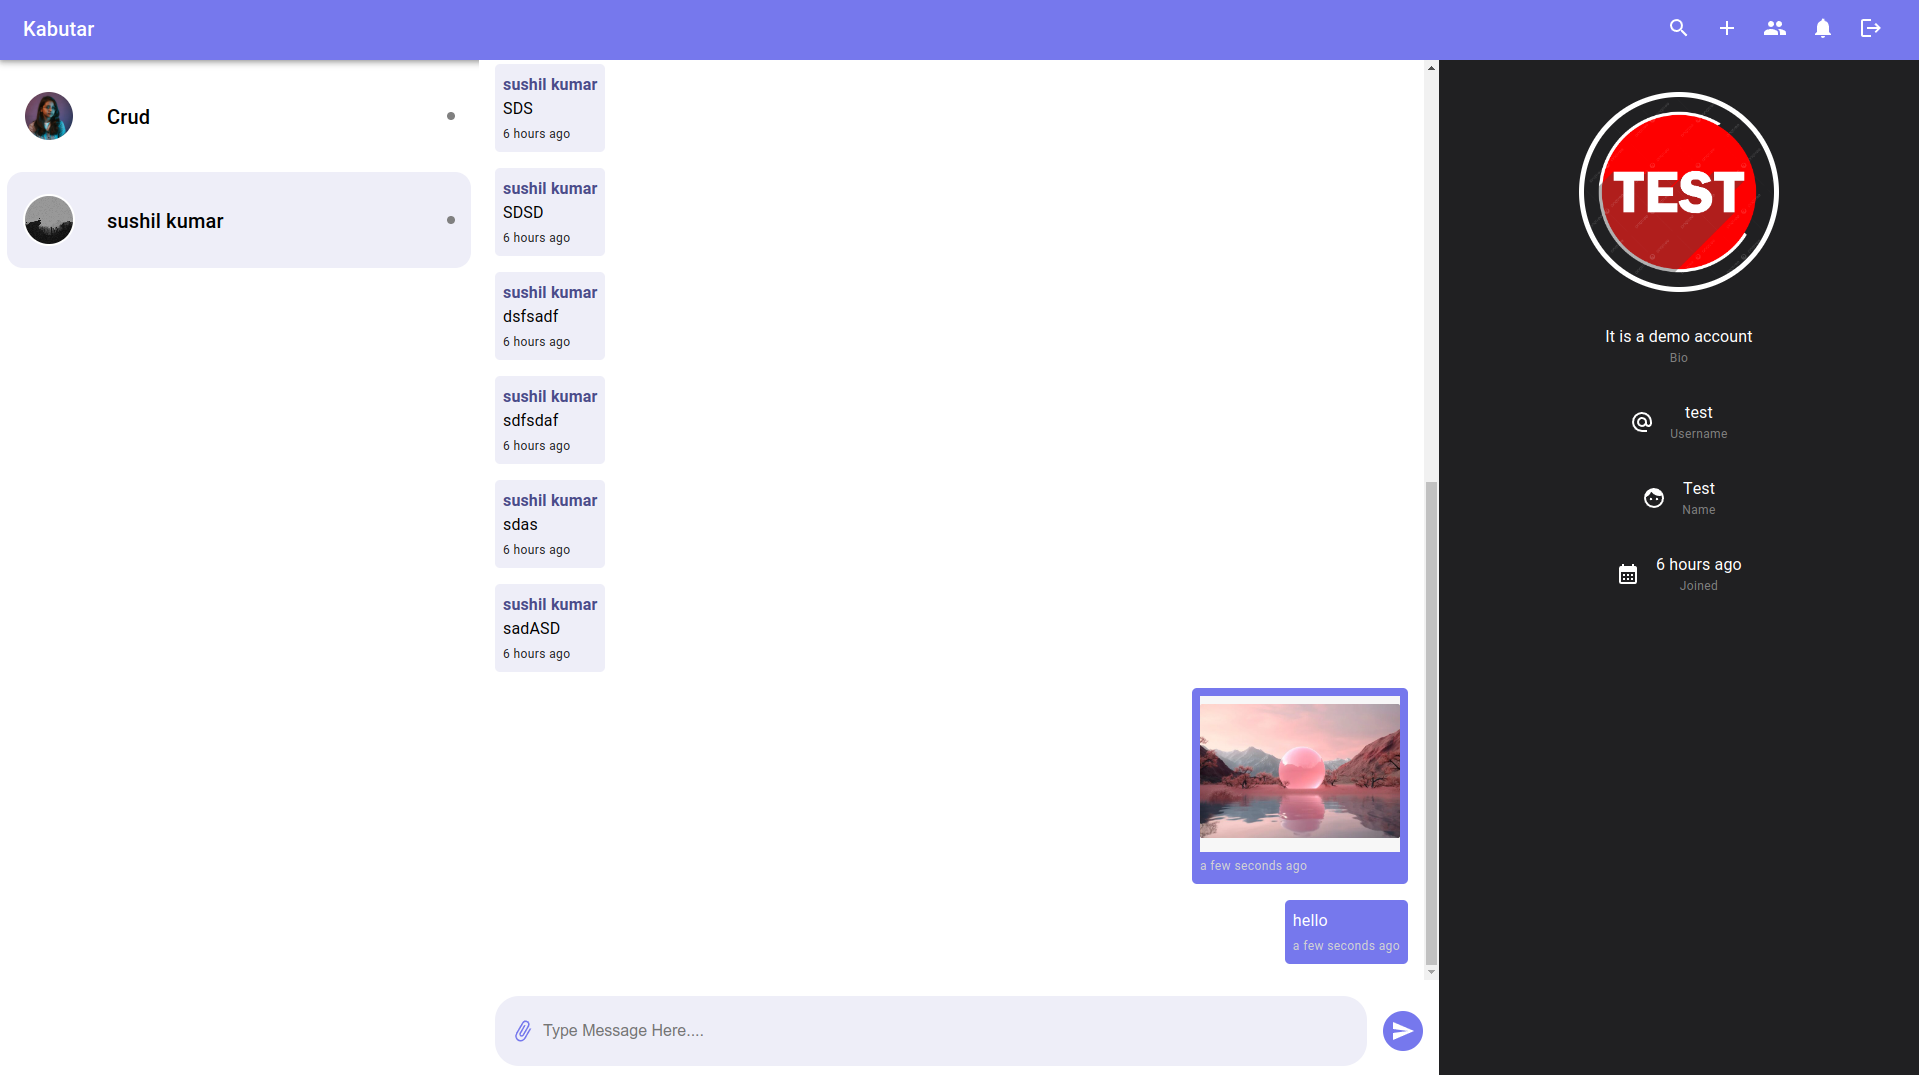 Kabutar
Crud
sushil kumar
sushil kumar
SDS
6 hours ago
sushil kumar
SDSD
6 hours ago
sushil kumar
dsfsadf
6 hours ago
sushil kumar
sdfsdaf
6 hours ago
sushil kumar
sdas
6 hours ago
sushil kumar
sadASD
6 hours ago
a few seconds ago
hello
a few seconds ago
Type Message Here....
TEST
It is a demo account
Bio
test
Username
Test
Name
6 hours ago
Joined